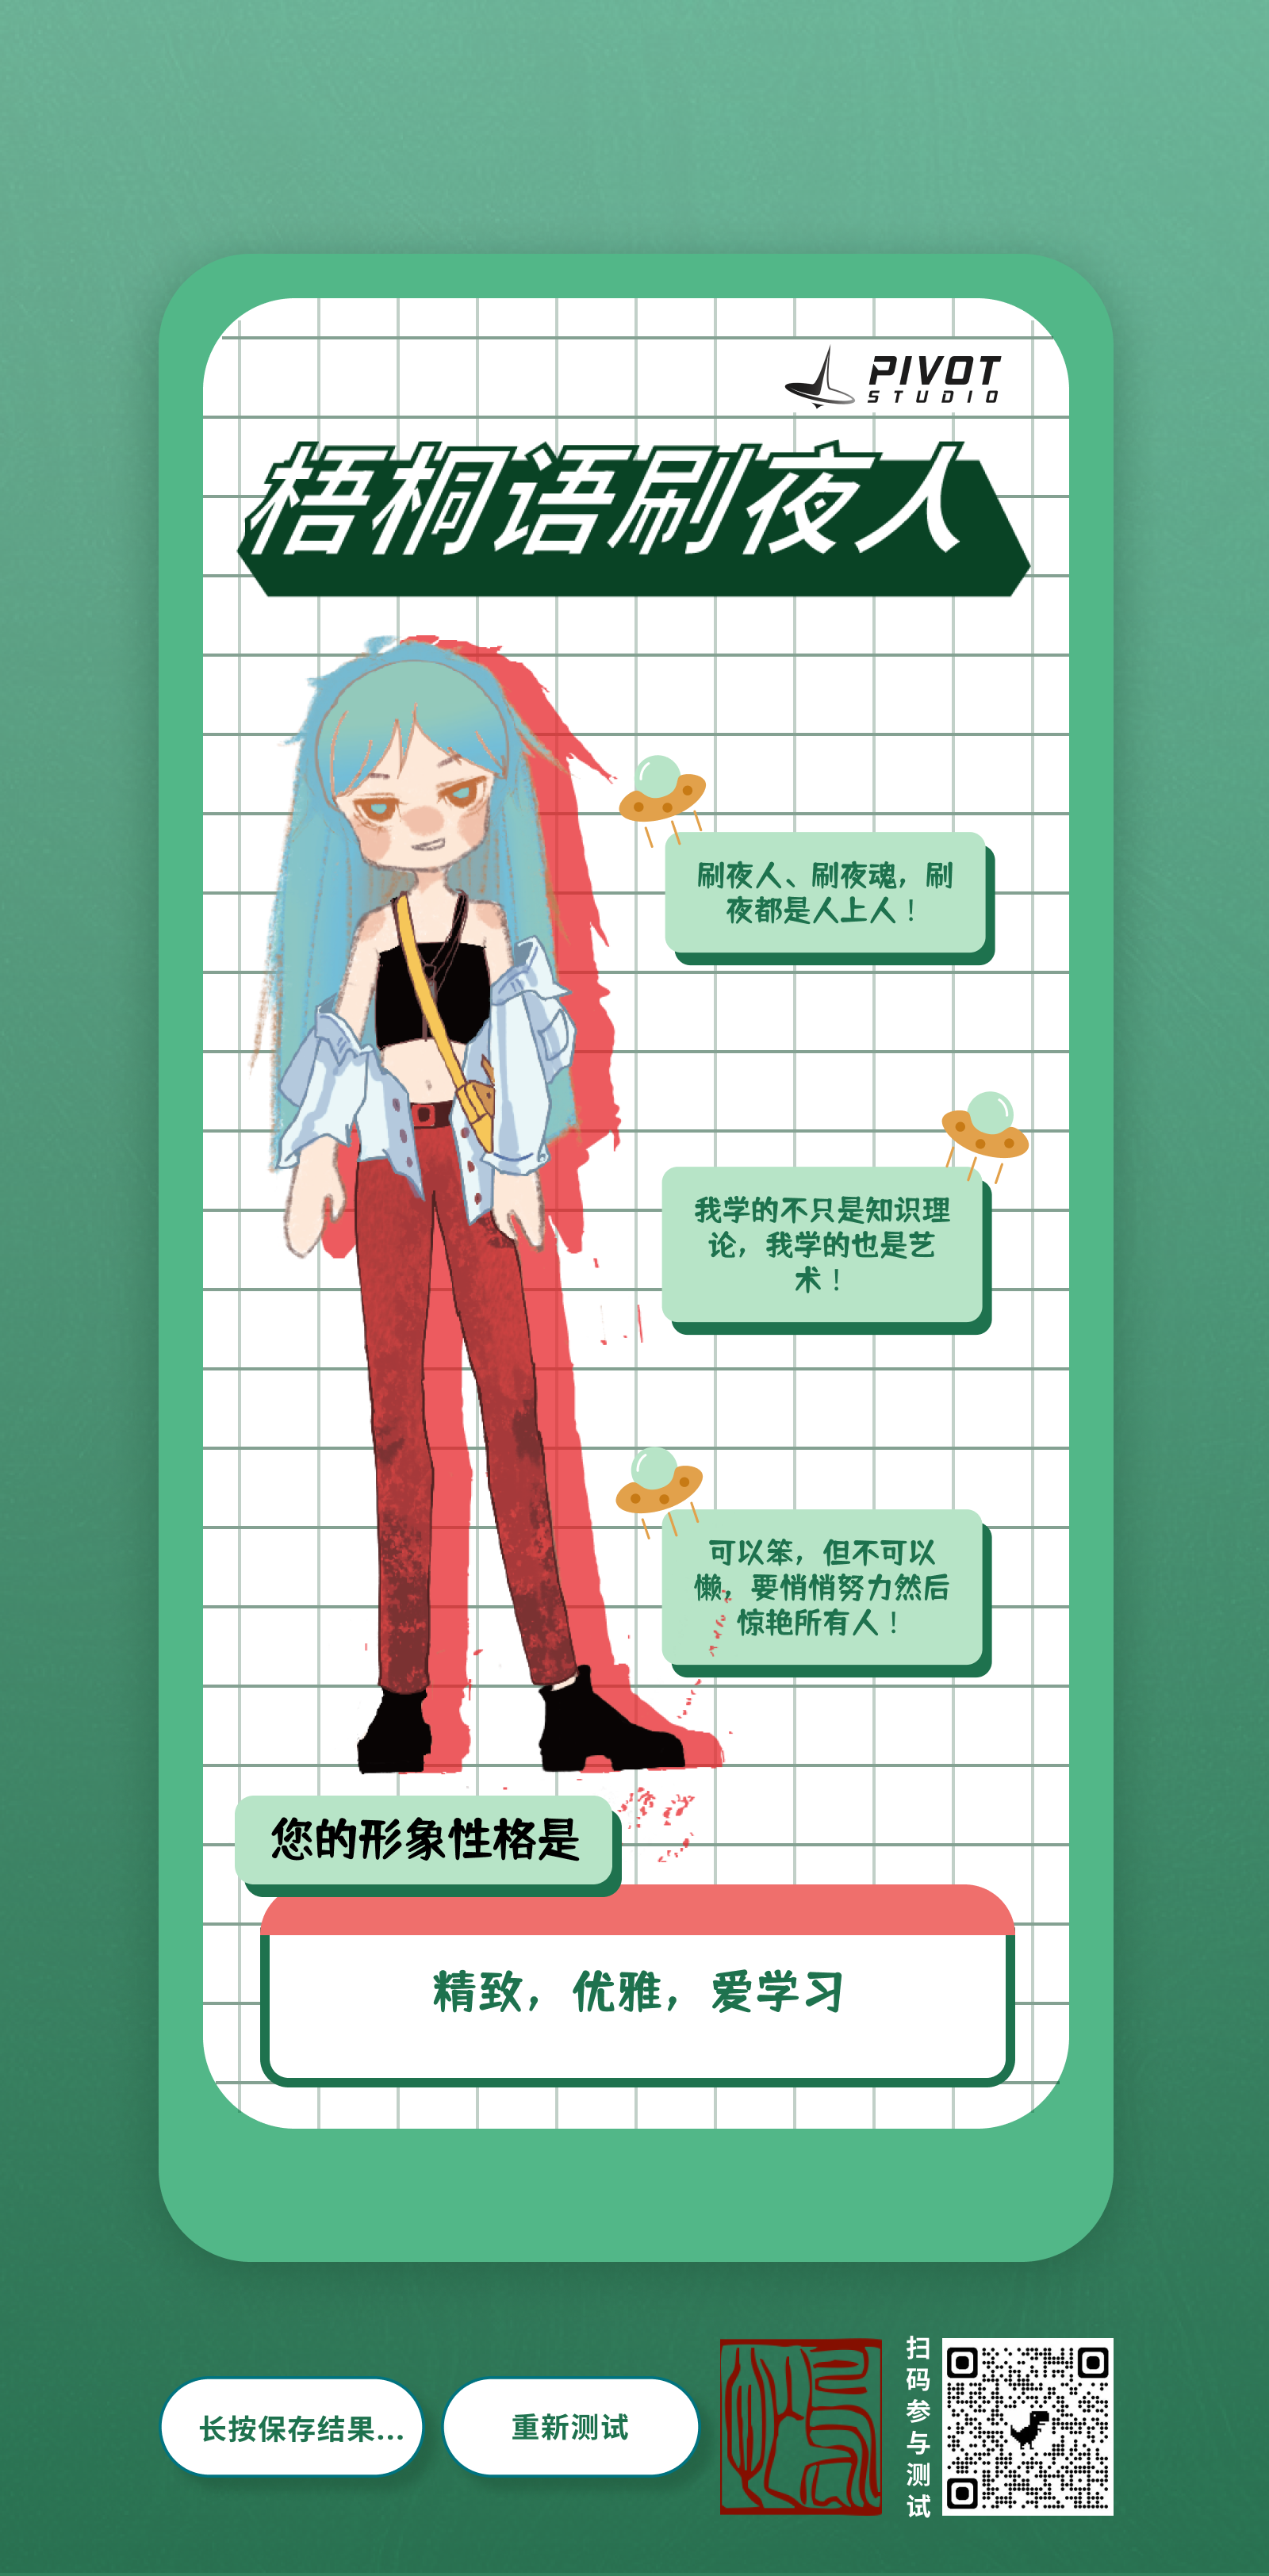 PIVOT
STUDIO
梧桐语刷夜人
刷夜人、刷夜魂，刷
夜都是人上人！
我学的不只是知识理
论，我学的也是艺
术！
可以笨，但不可以
懒，要悄悄努力然后
惊艳所有人！
您的形象性格是
精致，优雅，爱学习
长按保存结果...
重新测试
扫码参与测试